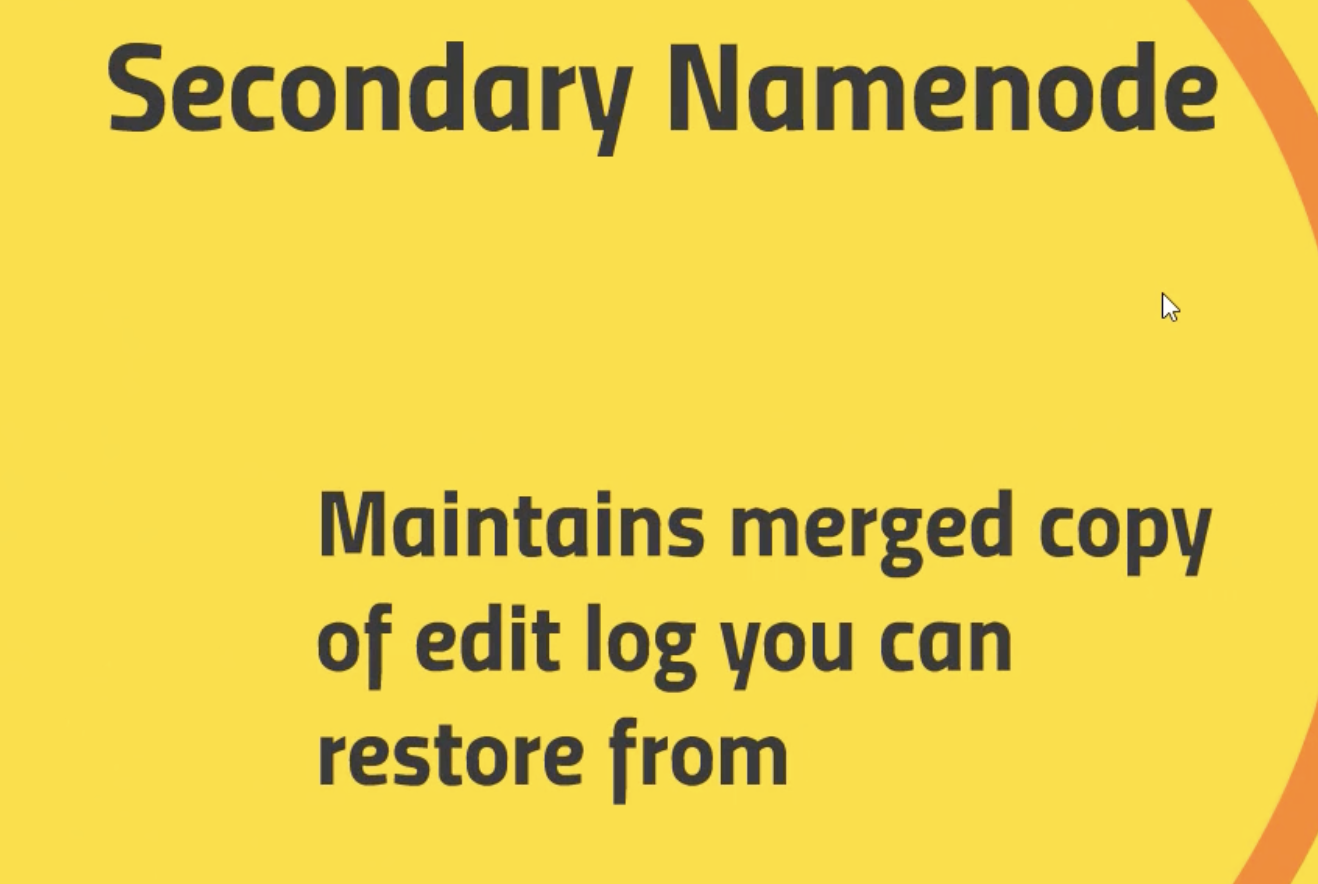 Secondary Namenode
Maintains merged copy
of edit log you can
restore from